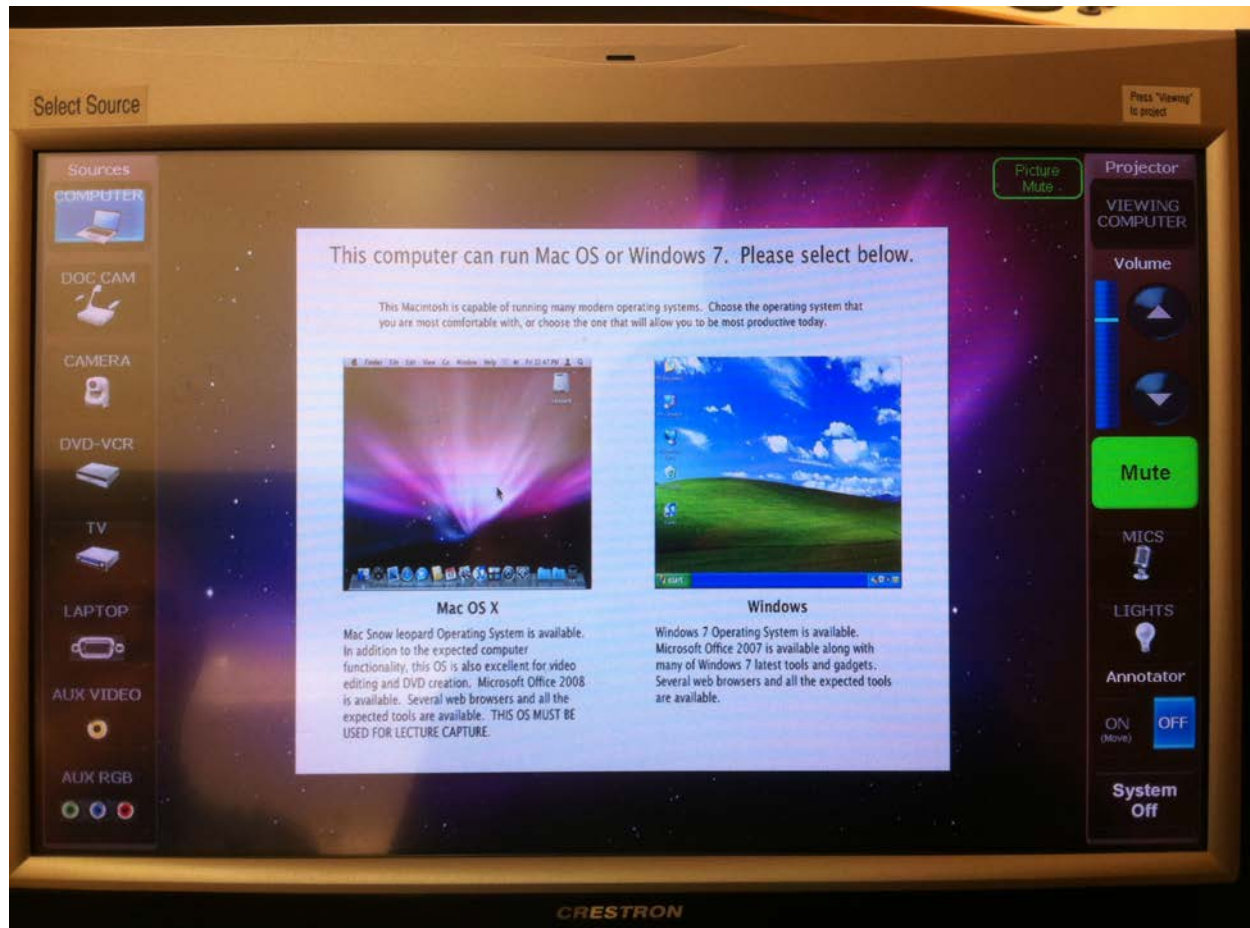 Select Source
Press "Viewing"
to project
Sources
COMPUTER
DOC CAM
CAMERA
DVD-VCR
TV
LAPTOP
AUX VIDEO
AUX RGB
Picture
Mute
This computer can run Mac OS or Windows 7. Please select below.
This Macintosh is capable of running many modern operating systems. Choose the operating system that
you are most comfortable with, or choose the one that will allow you to be most productive today.
Finder File Edit View Go Window Help
start
Mac OS X
Mac Snow leopard Operating System is available.
In addition to the expected computer
functionality, this OS is also excellent for video
editing and DVD creation. Microsoft Office 2008
is available. Several web browsers and all the
expected tools are available. THIS OS MUST BE
USED FOR LECTURE CAPTURE.
Windows
Windows 7 Operating System is available.
Microsoft Office 2007 is available along with
many of Windows 7 latest tools and gadgets.
Several web browsers and all the expected tools
are available.
Projector
VIEWING
COMPUTER
Volume
Mute
MICS
LIGHTS
Annotator
ON
(Move)
OFF
System
Off
CRESTRON